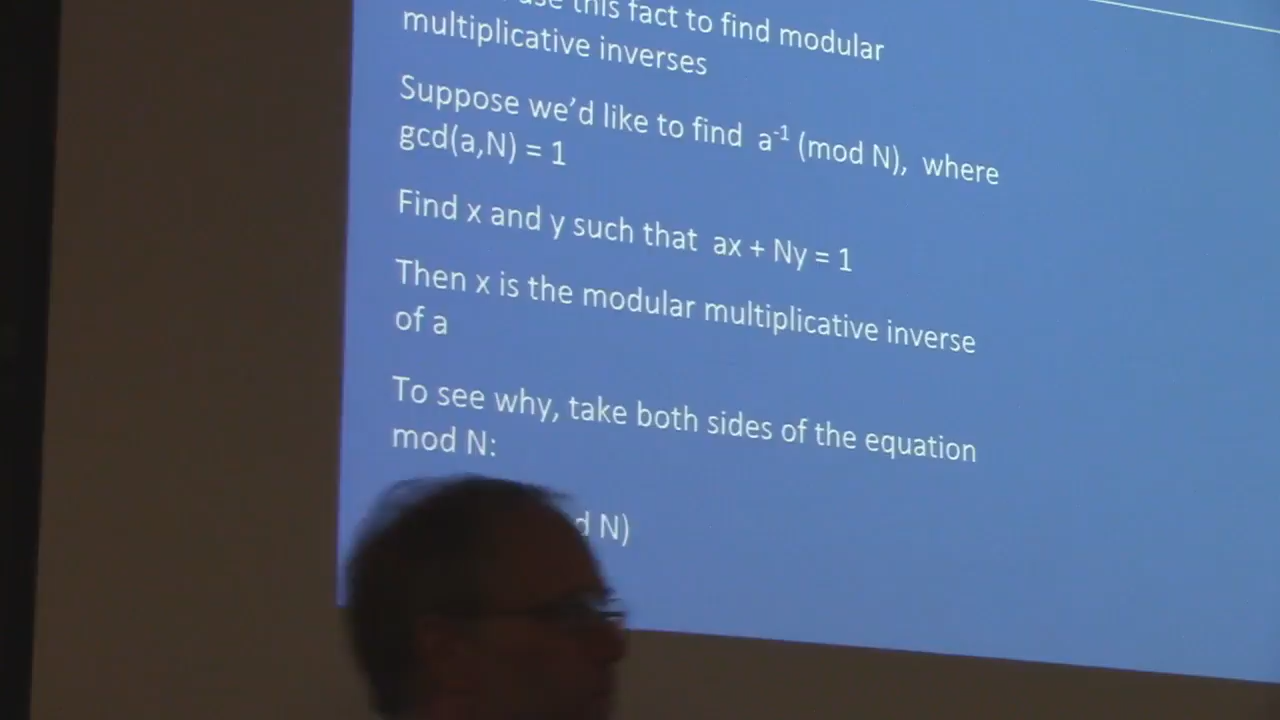 this fact to find modular
multiplicative inverses
Suppose we’d like to find a⁻¹ (mod N), where
gcd(a,N) = 1
Find x and y such that ax + Ny = 1
Then x is the modular multiplicative inverse
of a
To see why, take both sides of the equation
mod N:
N)